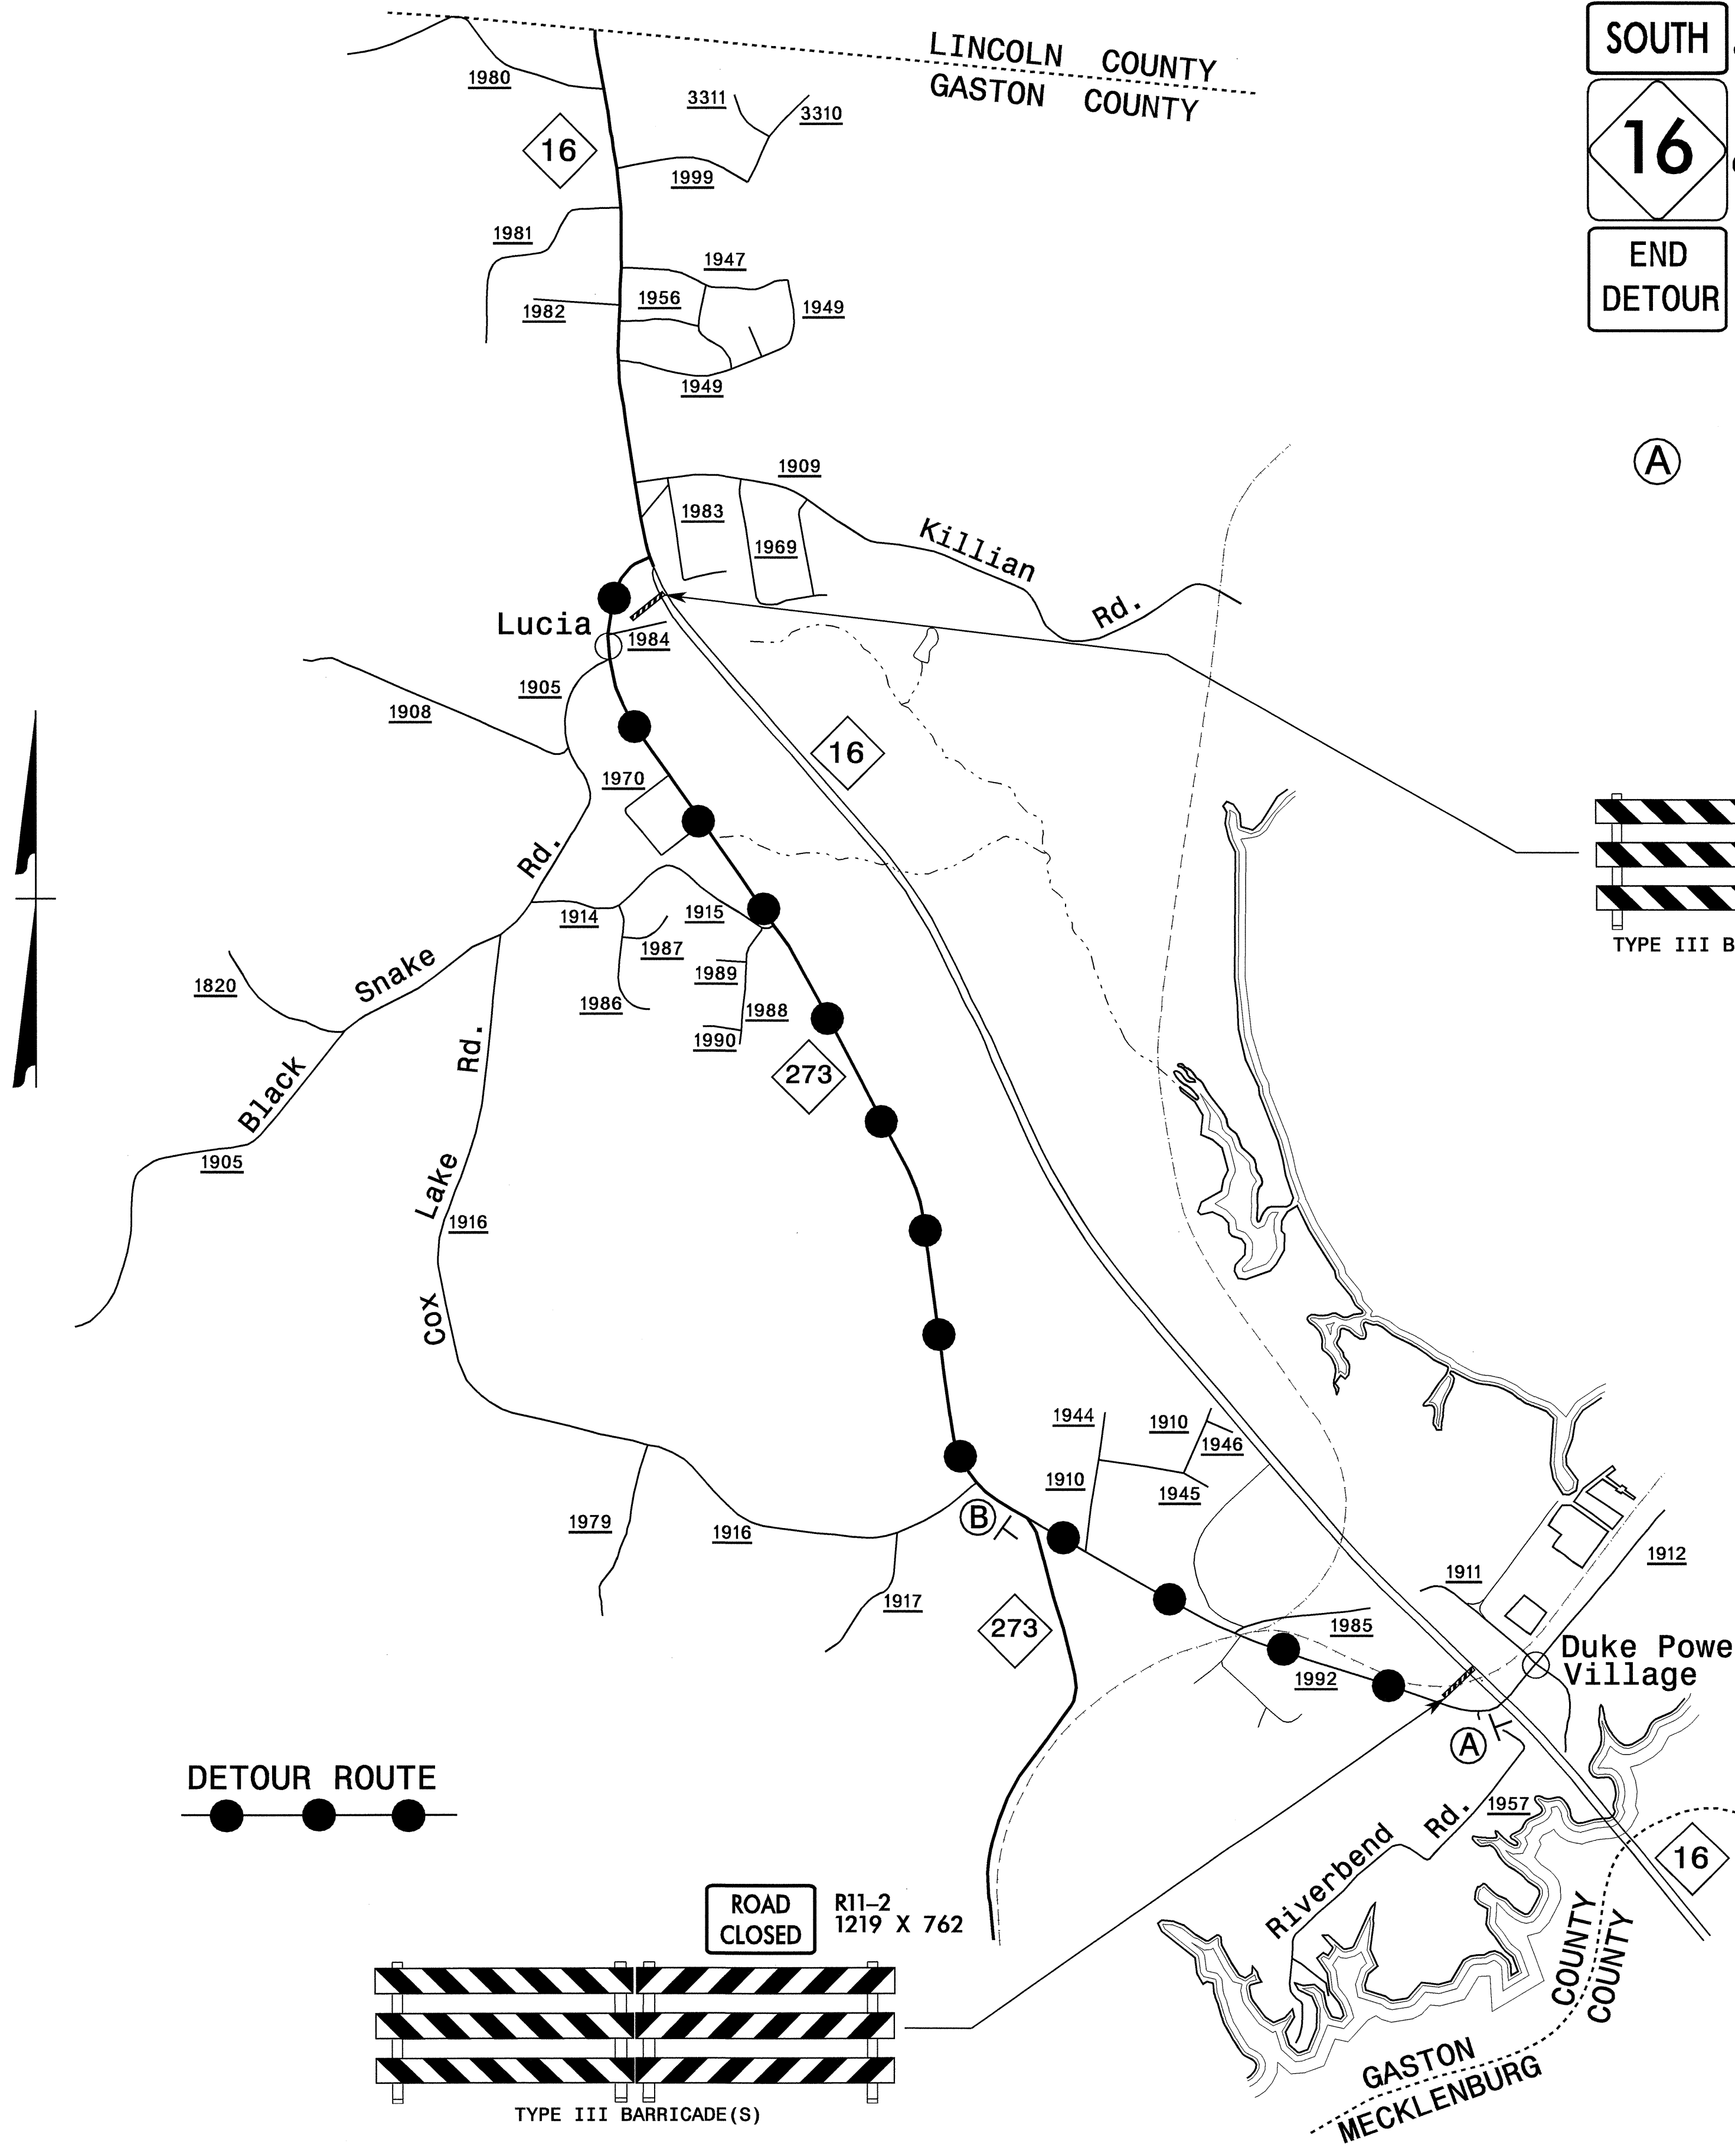 LINCOLN COUNTY
GASTON COUNTY
SOUTH
16
END
DETOUR
1980
16
3311
3310
1999
1981
1947
1956
1982
1949
1949
A
1909
1983
1969
Killian
Rd.
Lucia
1984
1905
1908
16
1970
Rd.
1914
1915
1987
1989
1986
1988
1990
Snake
1820
Black
1905
Rd.
Lake
1916
Cox
273
TYPE III B
1944
1910
1946
1910
1945
B
1979
1916
1917
273
1912
1911
1985
1992
Duke Powe
Village
A
1957
Riverbend Rd.
16
DETOUR ROUTE
ROAD
CLOSED
R11-2
1219 X 762
TYPE III BARRICADE(S)
COUNTY
COUNTY
GASTON
MECKLENBURG